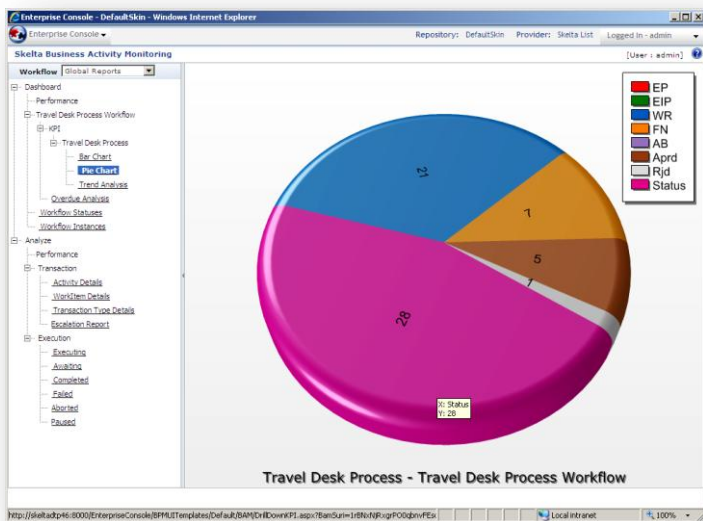 Enterprise Console - DefaultSkin - Windows Internet Explorer
Enterprise Console
Repository: DefaultSkin Provider: Skelta List Logged In - admin
Skelta Business Activity Monitoring
[User : admin]
Workflow Global Reports
Dashboard
Performance
Travel Desk Process Workflow
KPI
Travel Desk Process
Bar Chart
Pie Chart
Trend Analysis
Overdue Analysis
Workflow Statuses
Workflow Instances
Analyze
Performance
Transaction
Activity Details
WorkItem Details
Transaction Type Details
Escalation Report
Execution
Executing
Awaiting
Completed
Failed
Aborted
Paused
EP
EIP
WR
FN
AB
Aprd
Rjd
Status
21
7
5
1
28
X: Status
Y: 28
Travel Desk Process - Travel Desk Process Workflow
Local intranet
100%